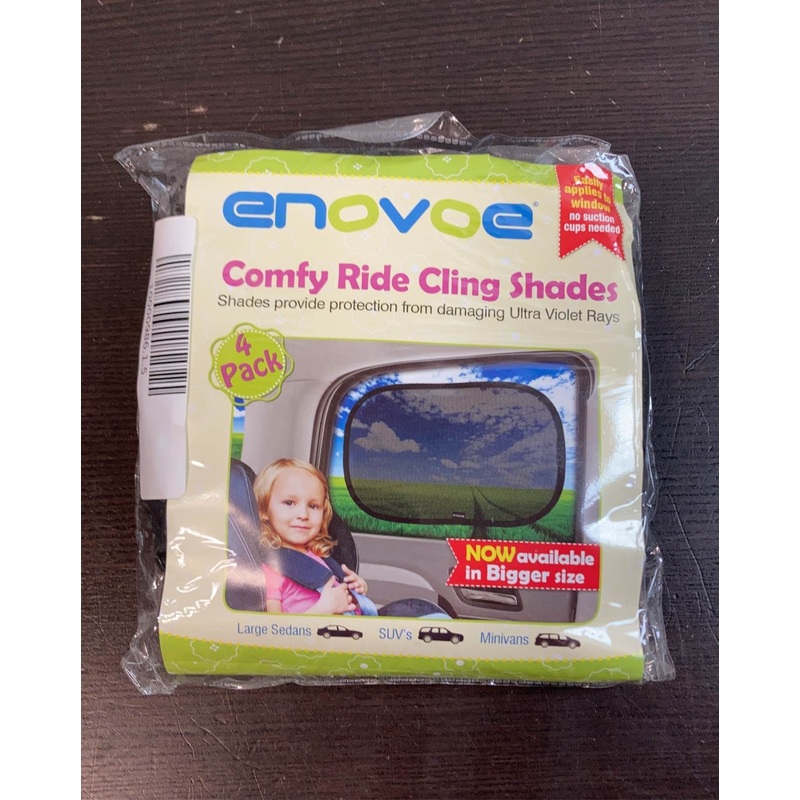 enovoe®
Easily
applies to
window
no suction
cups needed
Comfy Ride Cling Shades
Shades provide protection from damaging Ultra Violet Rays
4
Pack
NOW available
in Bigger size
Large Sedans
SUV's
Minivans